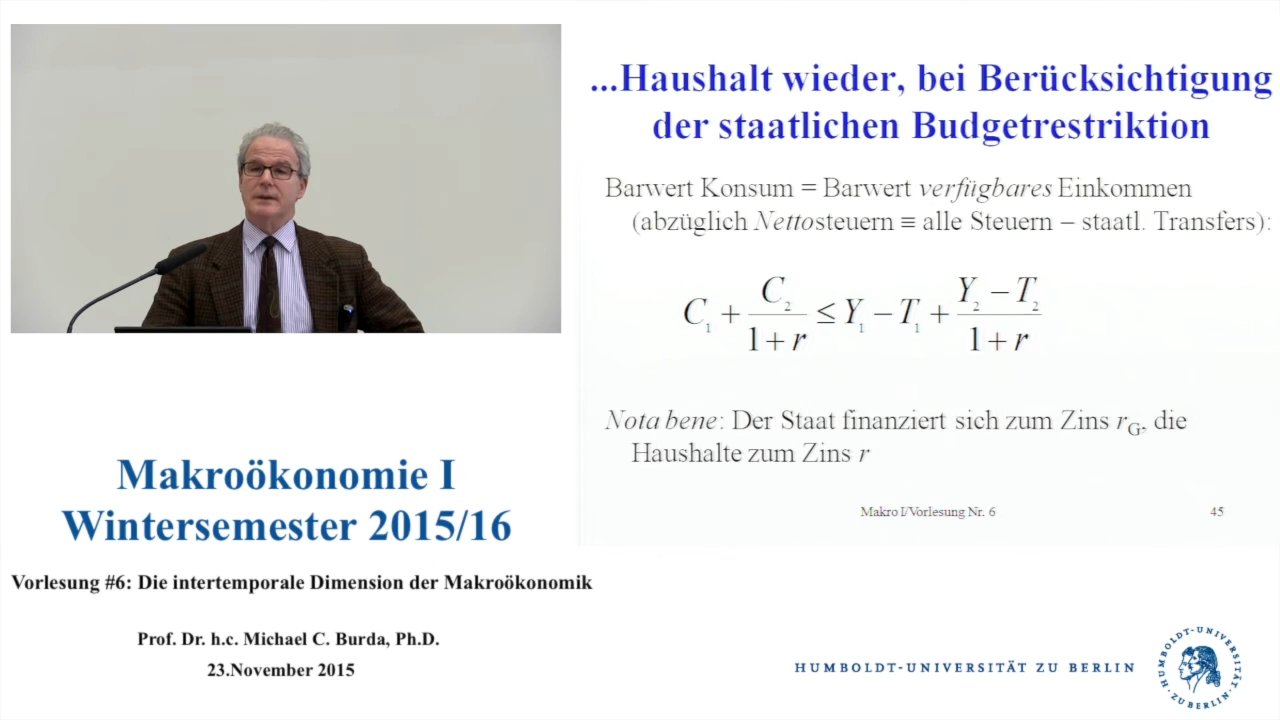 ...Haushalt wieder, bei Berücksichtigung
der staatlichen Budgetrestriktion
Barwert Konsum = Barwert verfügbares Einkommen
(abzüglich Nettosteuern ≡ alle Steuern – staatl. Transfers):
C₁ + C₂/(1+r) ≤ Y₁ − T₁ + (Y₂ − T₂)/(1+r)
Nota bene: Der Staat finanziert sich zum Zins r_G, die
Haushalte zum Zins r
Makro I/Vorlesung Nr. 6
45
Makroökonomie I
Wintersemester 2015/16
Vorlesung #6: Die intertemporale Dimension der Makroökonomik
Prof. Dr. h.c. Michael C. Burda, Ph.D.
23.November 2015
HUMBOLDT-UNIVERSITÄT ZU BERLIN
HUMBOLDT-UNIVERSITÄT · ZU BERLIN ·